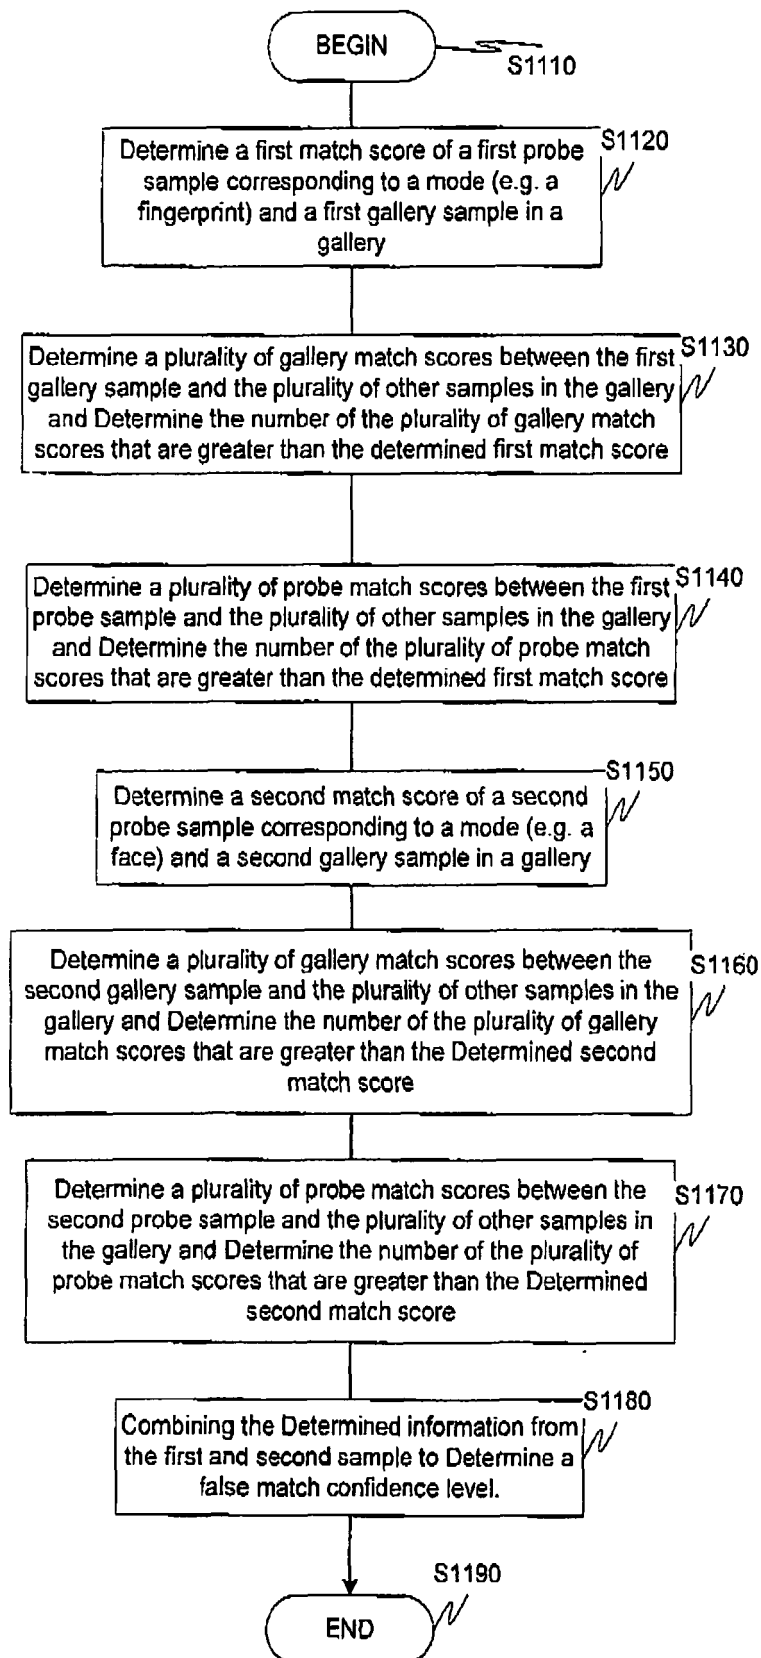 BEGIN
S1110
S1120
Determine a first match score of a first probe
sample corresponding to a mode (e.g. a
fingerprint) and a first gallery sample in a
gallery
S1130
Determine a plurality of gallery match scores between the first
gallery sample and the plurality of other samples in the gallery
and Determine the number of the plurality of gallery match
scores that are greater than the determined first match score
S1140
Determine a plurality of probe match scores between the first
probe sample and the plurality of other samples in the gallery
and Determine the number of the plurality of probe match
scores that are greater than the determined first match score
S1150
Determine a second match score of a second
probe sample corresponding to a mode (e.g. a
face) and a second gallery sample in a gallery
S1160
Determine a plurality of gallery match scores between the
second gallery sample and the plurality of other samples in the
gallery and Determine the number of the plurality of gallery
match scores that are greater than the Determined second
match score
S1170
Determine a plurality of probe match scores between the
second probe sample and the plurality of other samples in
the gallery and Determine the number of the plurality of
probe match scores that are greater than the Determined
second match score
S1180
Combining the Determined information from
the first and second sample to Determine a
false match confidence level.
S1190
END